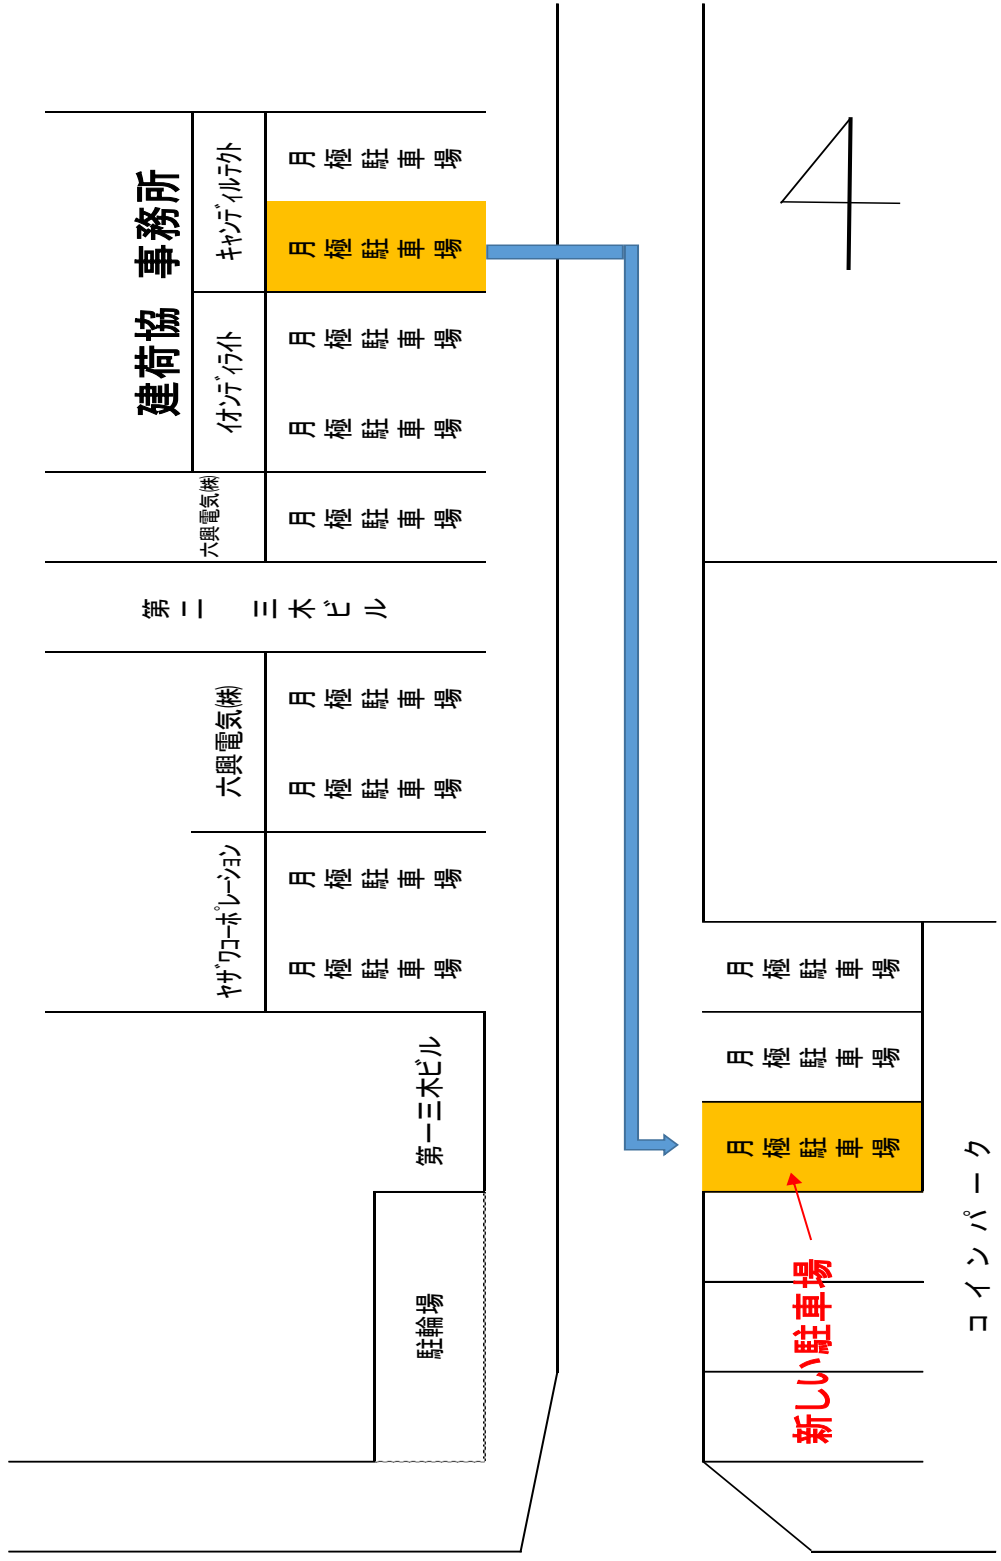 建荷協 事務所
第二 三木ビル
ﾔｻﾞﾜｺｰﾎﾟﾚｰｼｮﾝ
六興電気㈱
六興電気㈱
ｲｵﾝﾃﾞｨﾗｲﾄ
ｷｬﾝﾃﾞｨﾙﾃｸﾄ
月極駐車場
月極駐車場
月極駐車場
月極駐車場
月極駐車場
月極駐車場
月極駐車場
月極駐車場
月極駐車場
駐輪場
第一三木ビル
月極駐車場
月極駐車場
月極駐車場
新しい駐車場
コインパーク